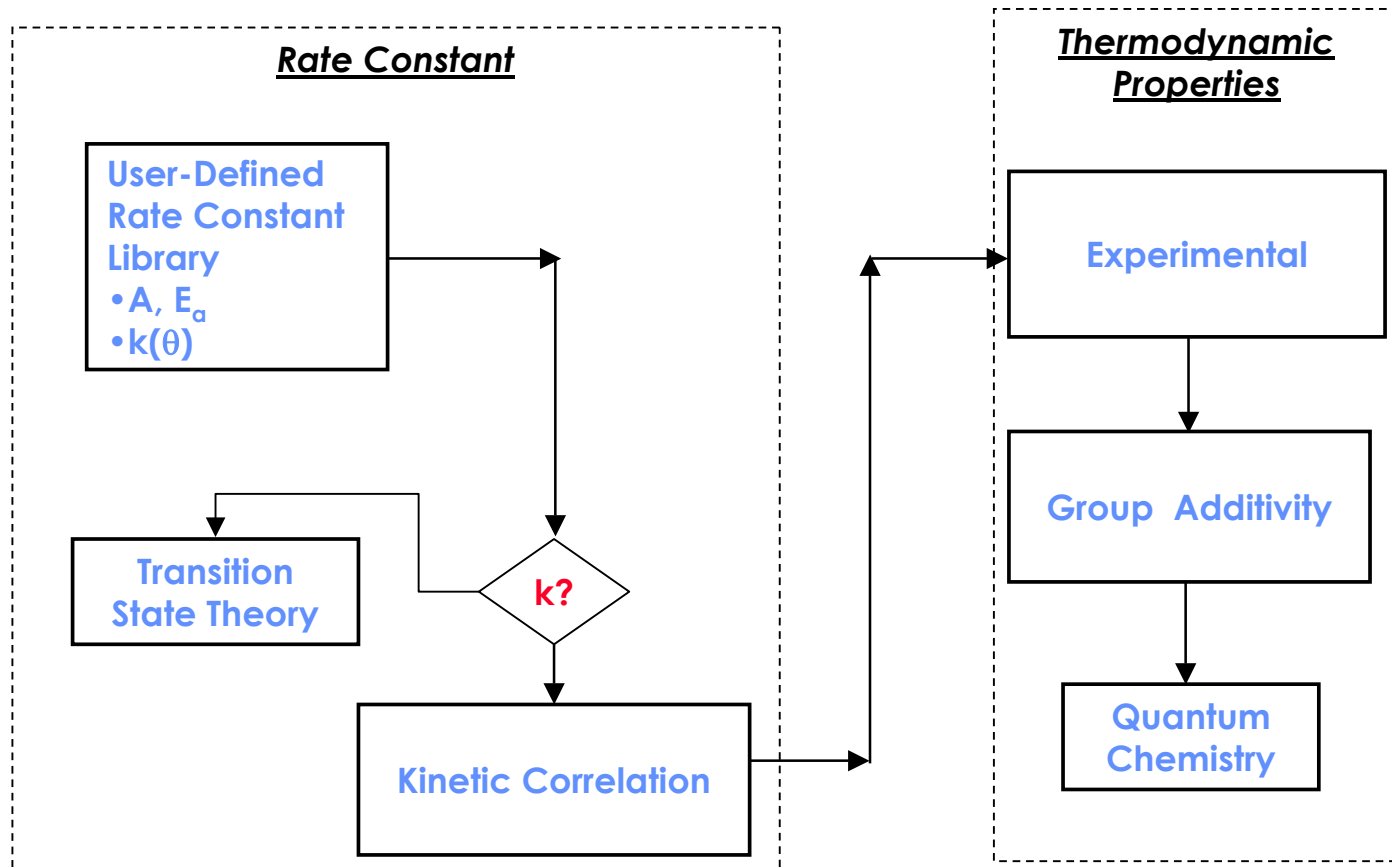 Rate Constant
User-Defined
Rate Constant
Library
•A, Eₐ
•k(θ)
Transition
State Theory
k?
Kinetic Correlation
Thermodynamic
Properties
Experimental
Group Additivity
Quantum
Chemistry